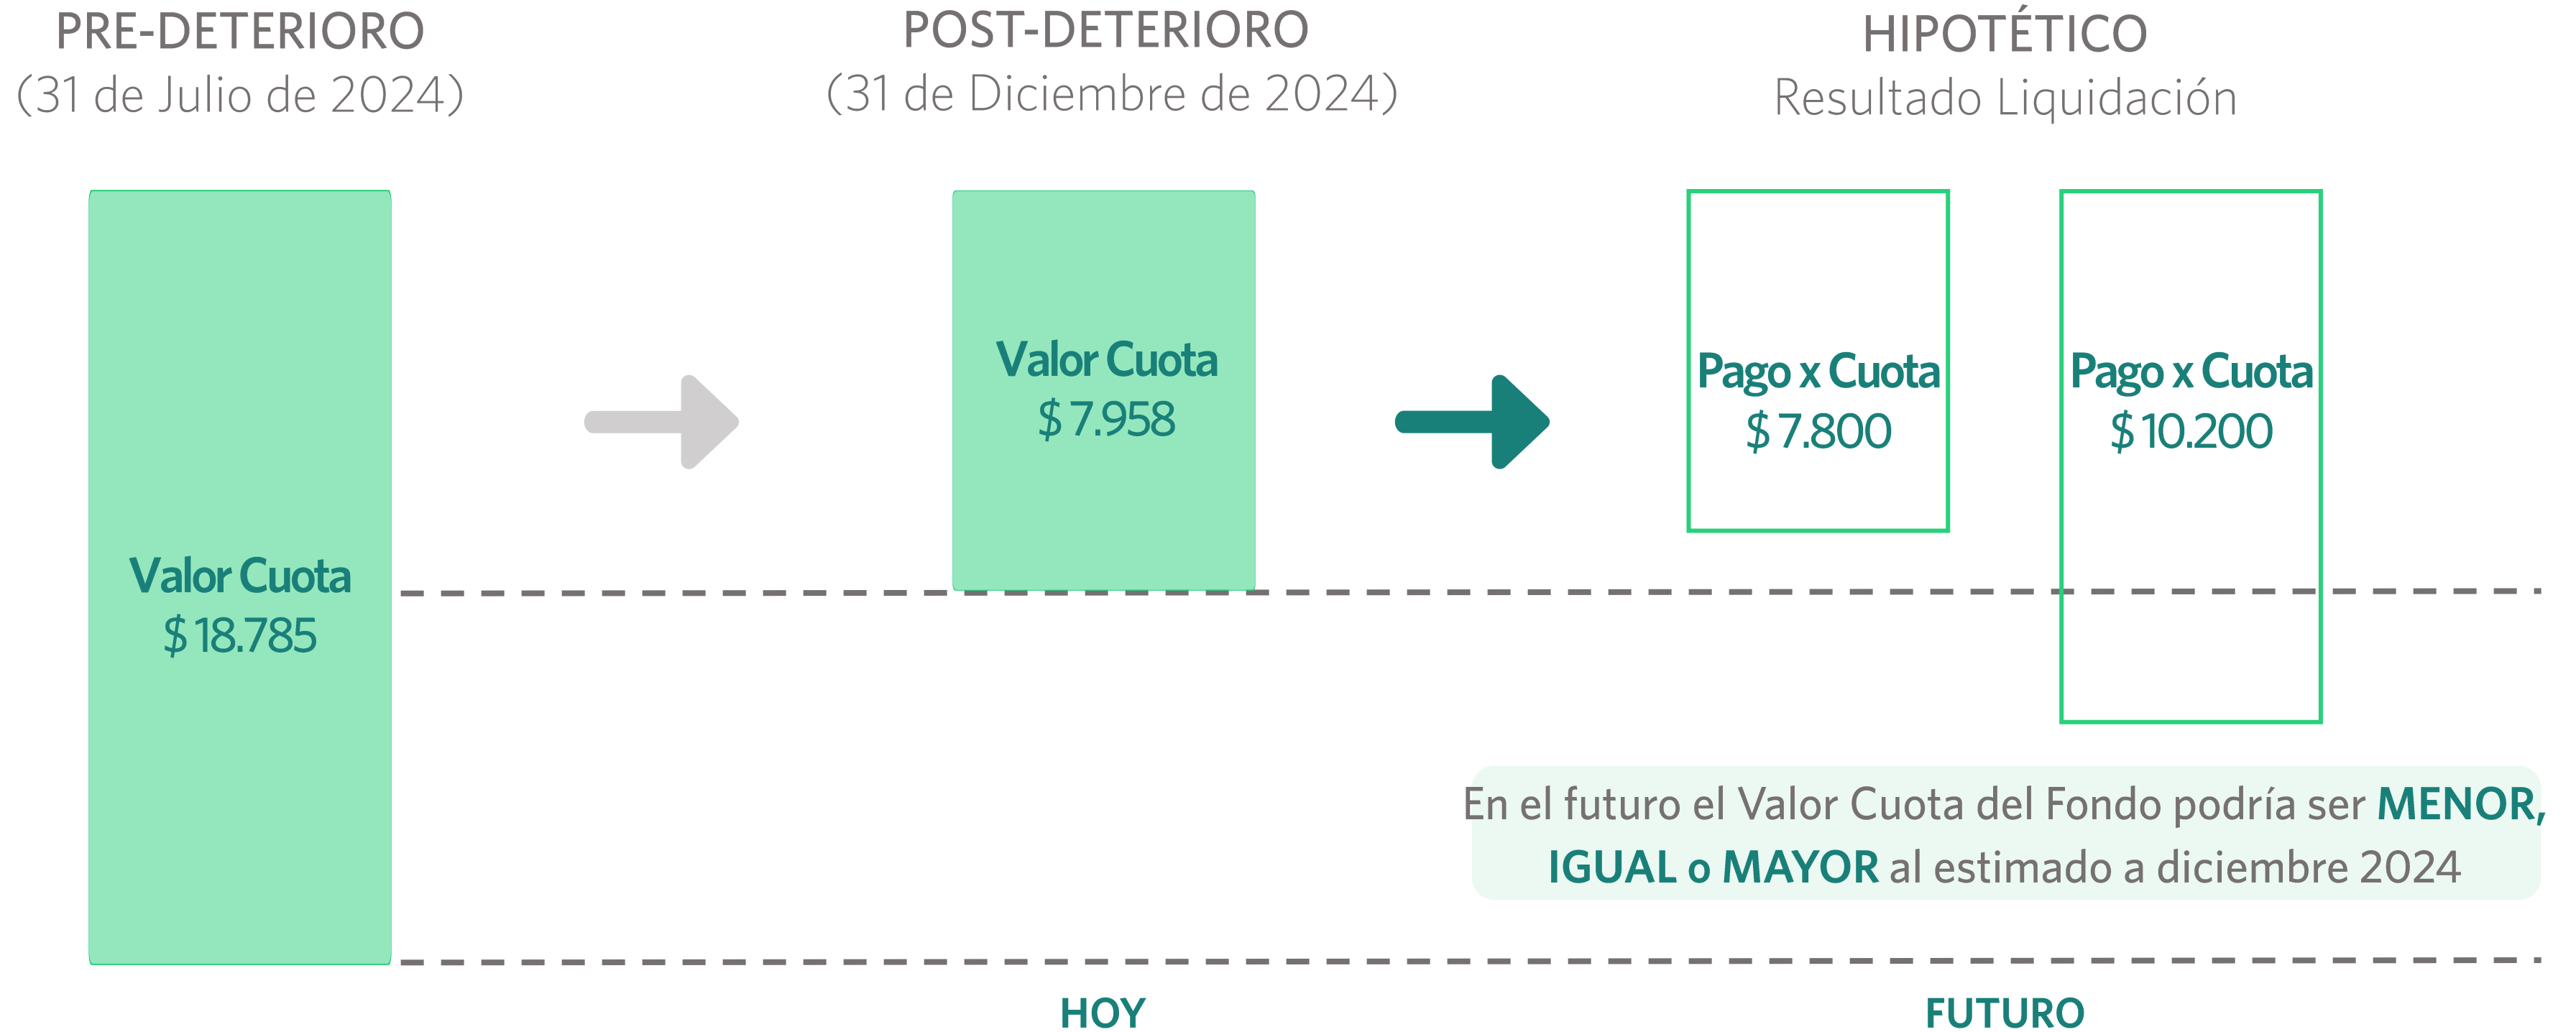 PRE-DETERIORO
(31 de Julio de 2024)
POST-DETERIORO
(31 de Diciembre de 2024)
HIPOTÉTICO
Resultado Liquidación
Valor Cuota
$ 18.785
Valor Cuota
$ 7.958
Pago x Cuota
$ 7.800
Pago x Cuota
$ 10.200
En el futuro el Valor Cuota del Fondo podría ser MENOR,
IGUAL o MAYOR al estimado a diciembre 2024
HOY
FUTURO